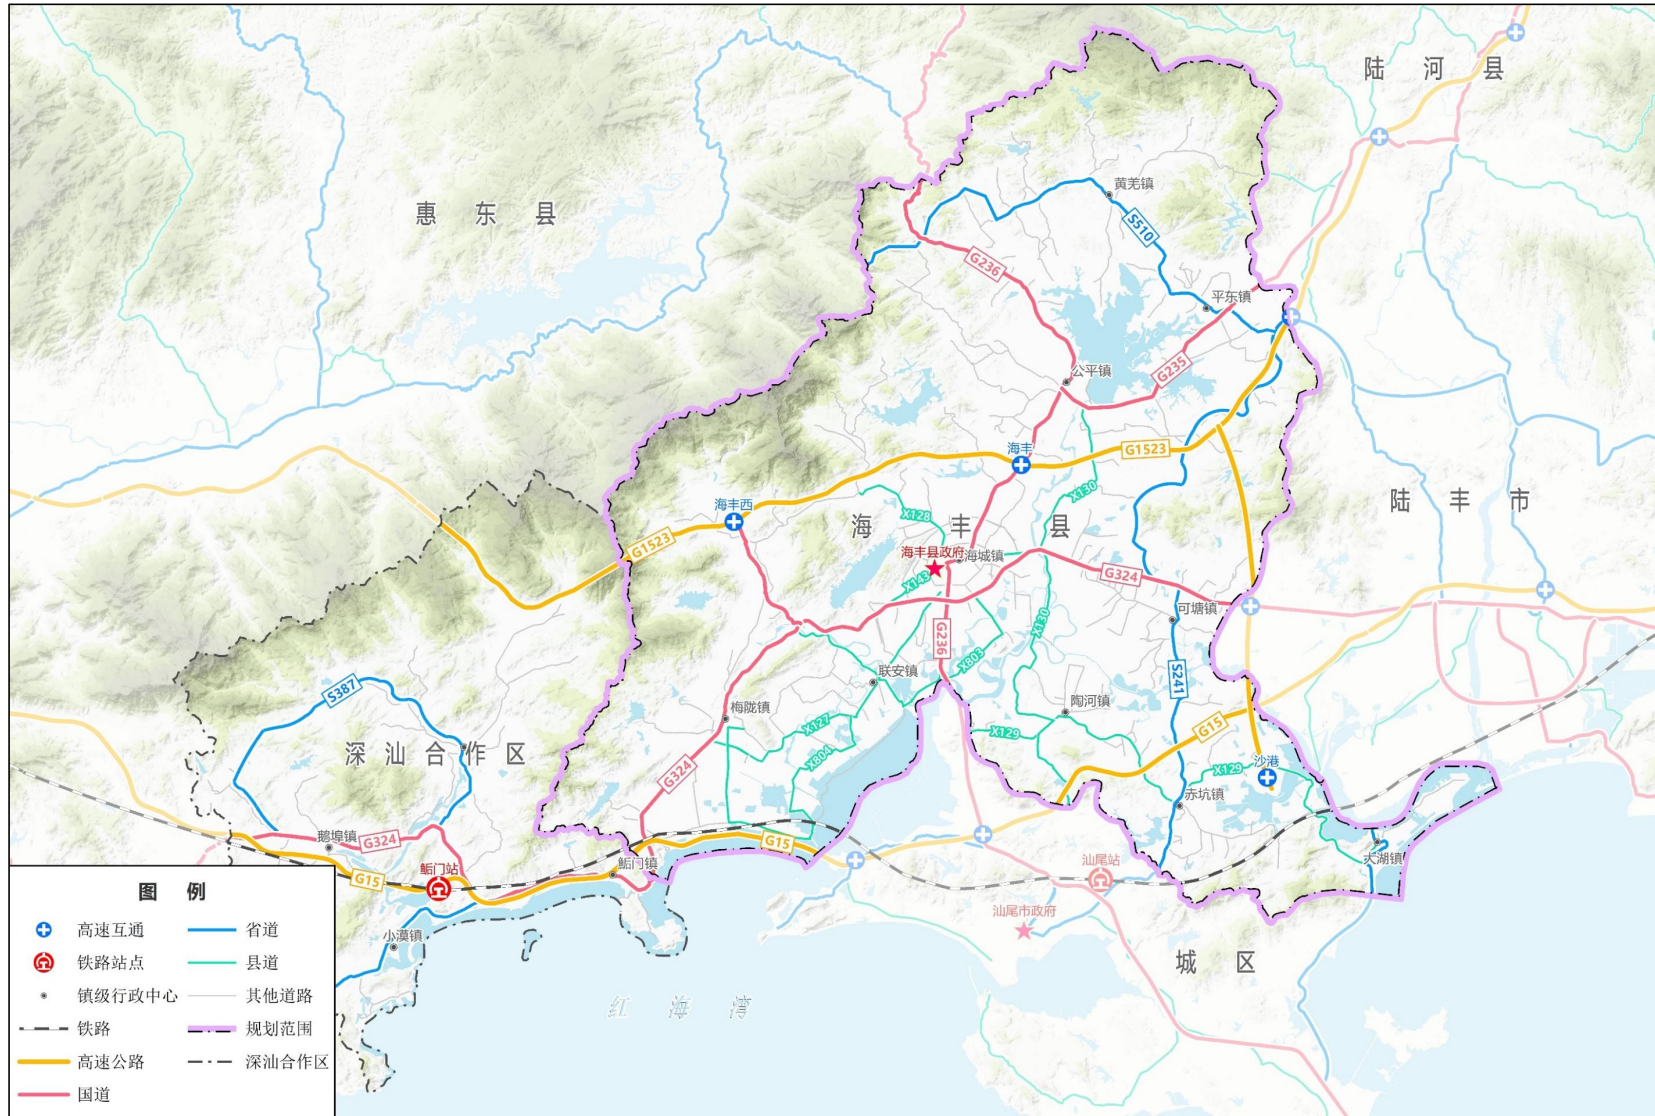 陆河县
惠东县
黄羌镇
S510
G236
平东镇
公平镇
G235
海丰
G1523
X130
海丰西
X128
海丰县
陆丰市
G1523
海丰县政府
海城镇
X143
G324
可塘镇
X130
G236
X803
联安镇
S241
S387
梅陇镇
陶河镇
X127
X129
G15
深汕合作区
X804
G324
沙港
X129
赤坑镇
鹅埠镇
G324
G15
大湖镇
鲘门站
鲘门镇
汕尾站
G15
汕尾市政府
小漠镇
城区
红海湾
图例
高速互通
省道
铁路站点
县道
镇级行政中心
其他道路
铁路
规划范围
高速公路
深汕合作区
国道